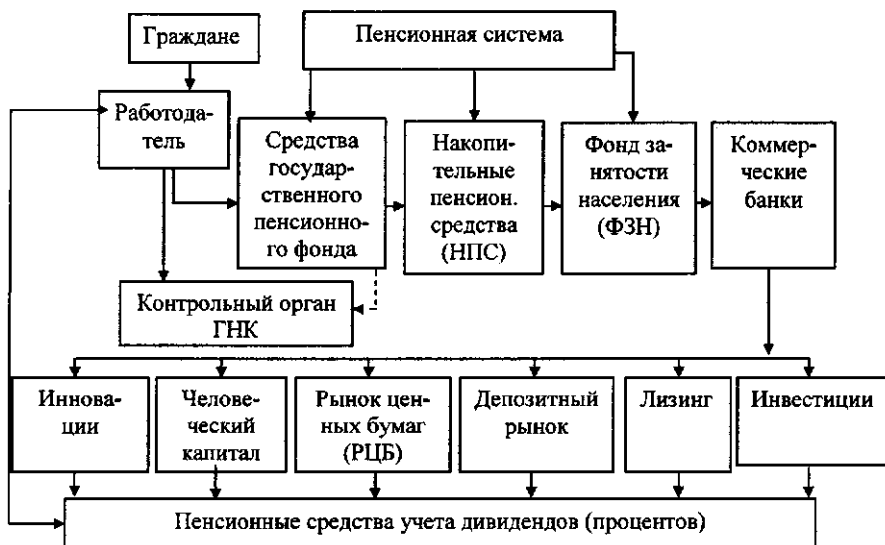 Граждане
Пенсионная система
Работода-
тель
Средства
государ-
ственного
пенсионно-
го фонда
Накопи-
тельные
пенсион.
средства
(НПС)
Фонд за-
нятости
населения
(ФЗН)
Коммер-
ческие
банки
Контрольный орган
ГНК
Иннова-
ции
Челове-
ческий
капитал
Рынок цен-
ных бумаг
(РЦБ)
Депозитный
рынок
Лизинг
Инвестиции
Пенсионные средства учета дивидендов (процентов)